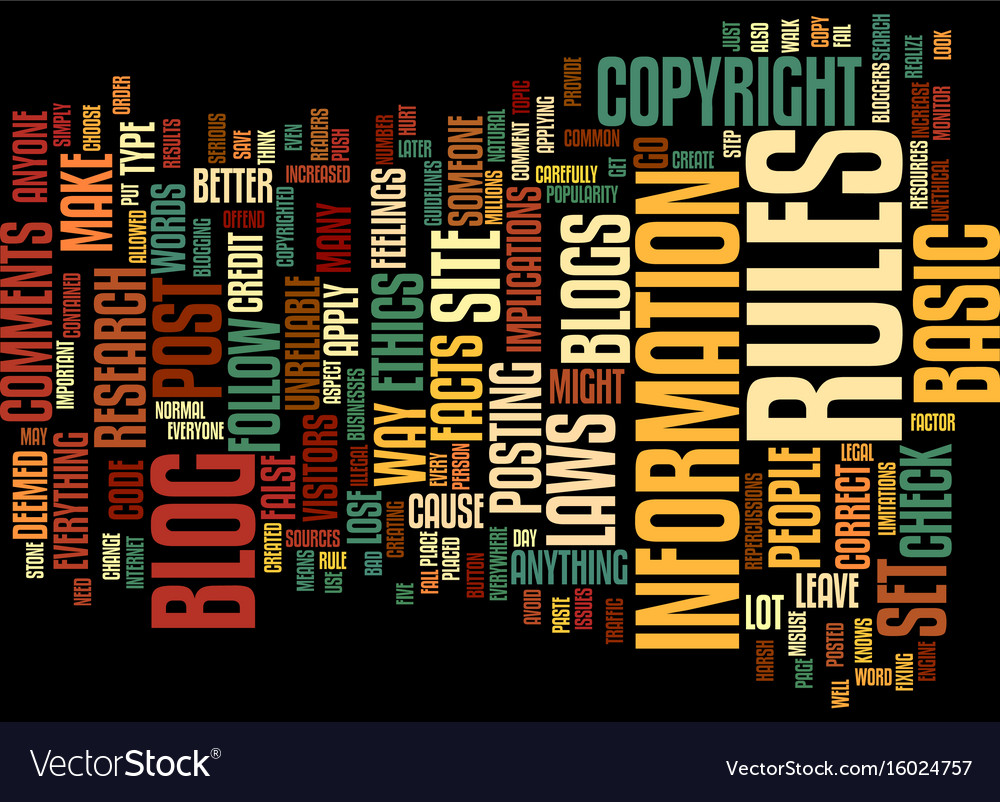 JUST
ALSO
WALK
COPY
FAIL
BLOGGERS
SEARCH
REALIZE
LOOK
COPYRIGHT
PROVIDE
STEP
RESOURCES
INCREASE
MONITOR
UNETHICAL
ORDER
CHOOSE
SIMPLY
ANYONE
MAKE
TYPE
PUT
RESULTS
SERIOUS
SAVE
THINK
EVEN
READERS
PUSH
NUMBER
HURT
LATER
GUIDELINES
SOMEONE
MILLIONS
NATURAL
TOPIC
COMMENT
APPLYING
COMMON
CAREFULLY
POPULARITY
GET
GO
CREATE
RULES
INFORMATION
BASIC
BETTER
INCREASED
OFFEND
COPYRIGHTED
MANY
FEELINGS
WORDS
ALLOWED
BLOGGING
CREDIT
COMMENTS
CONTAINED
IMPORTANT
RESEARCH
POST
FOLLOW
UNRELIABLE
APPLY
ASPECT
ETHICS
SITE
FACTS
IMPLICATIONS
BLOGS
MIGHT
LAWS
POSTING
WAY
BUSINESSES
ILLEGAL
LOSE
VISITORS
FALSE
NORMAL
EVERYONE
MAY
DEEMED
EVERYTHING
CODE
BLOG
STONE
NEED
CHANGE
INTERNET
CREATED
SOURCES
MEANS
RULE
USE
BAD
CREATING
CAUSE
EVERY
PERSON
FIVE
FALL
PLACE
PLACED
BUTTON
EVERYWHERE
DAY
ANYTHING
AVOID
PASTE
ISSUES
TRAFFIC
FACTOR
LEGAL
CHECK
LIMITATIONS
CORRECT
PEOPLE
REPERCUSSIONS
SET
LEAVE
LOT
HARSH
PAGE
MISUSE
POSTED
WELL
KNOWS
WORD
FIXING
ENGINE
VectorStock®
VectorStock.com/16024757